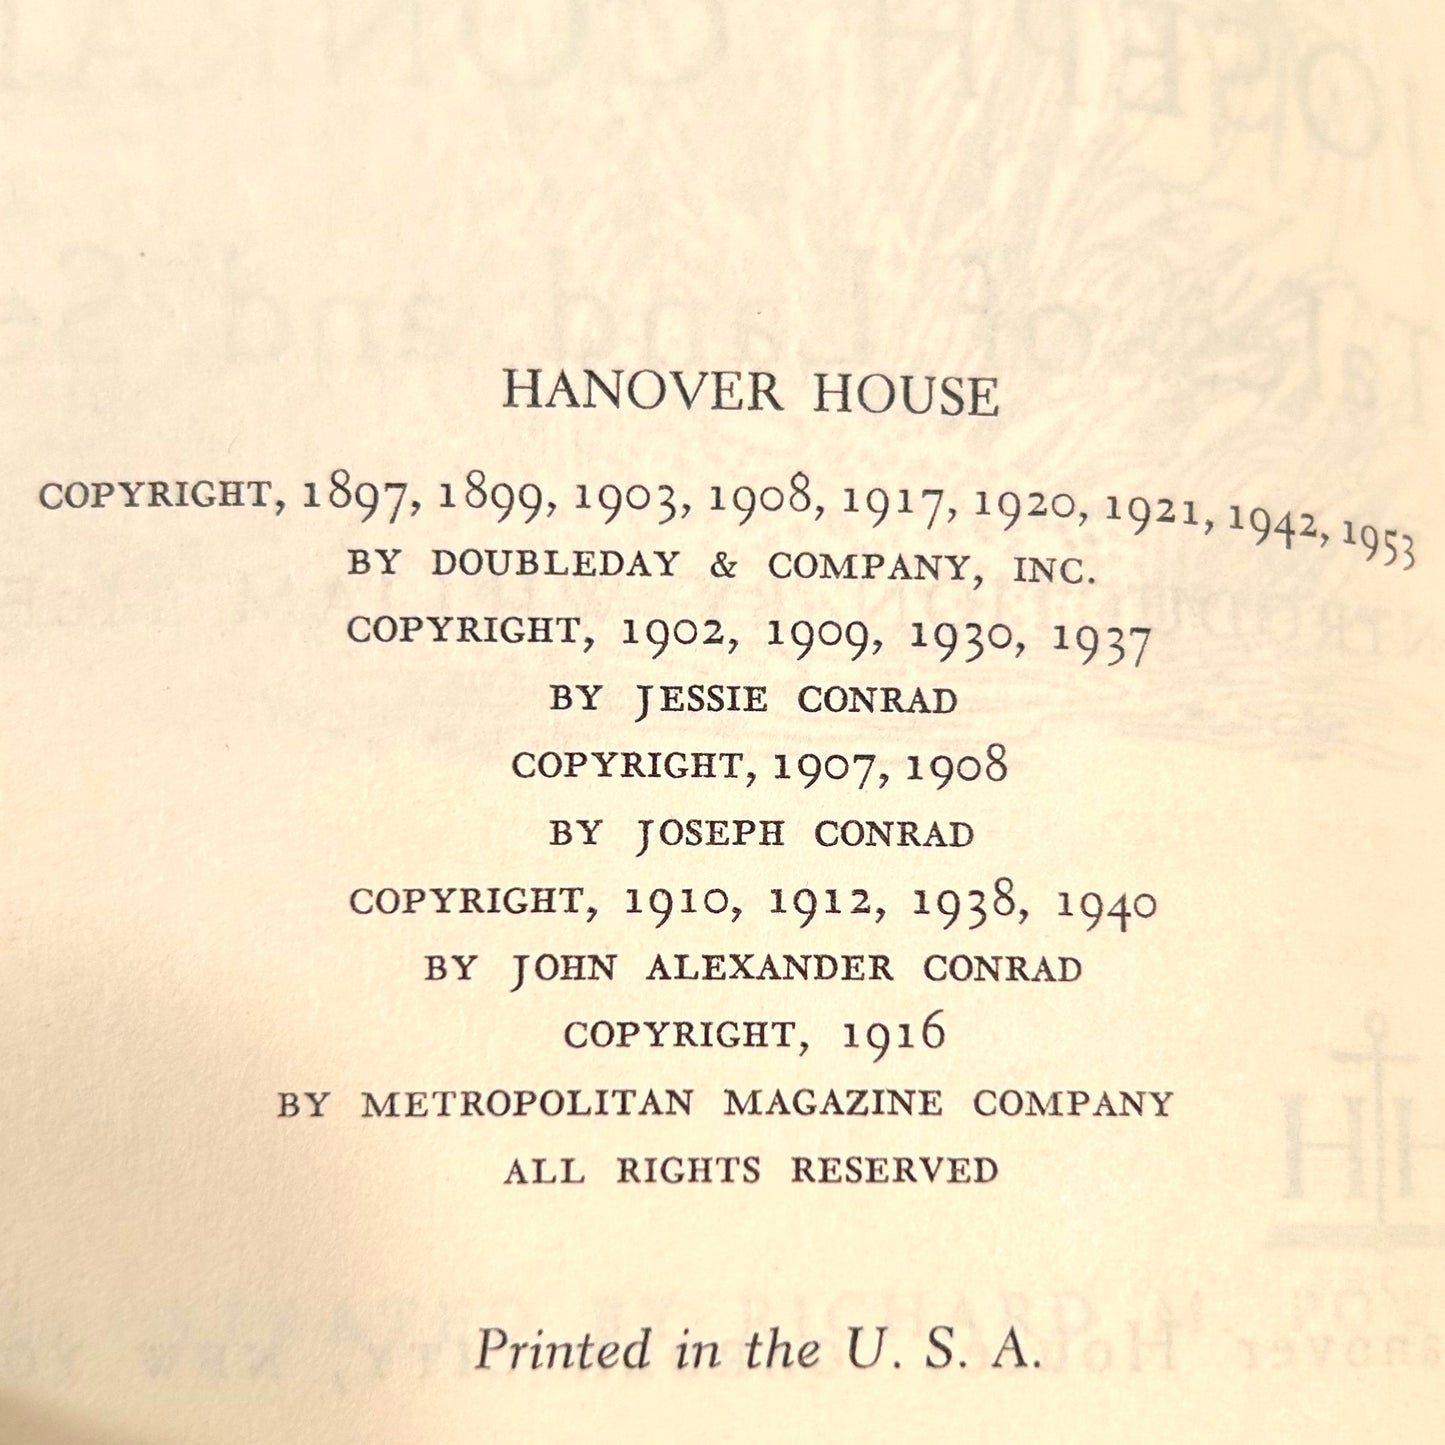 HANOVER HOUSE
COPYRIGHT, 1897, 1899, 1903, 1908, 1917, 1920, 1921, 1942, 1953
BY DOUBLEDAY & COMPANY, INC.
COPYRIGHT, 1902, 1909, 1930, 1937
BY JESSIE CONRAD
COPYRIGHT, 1907, 1908
BY JOSEPH CONRAD
COPYRIGHT, 1910, 1912, 1938, 1940
BY JOHN ALEXANDER CONRAD
COPYRIGHT, 1916
BY METROPOLITAN MAGAZINE COMPANY
ALL RIGHTS RESERVED
Printed in the U. S. A.